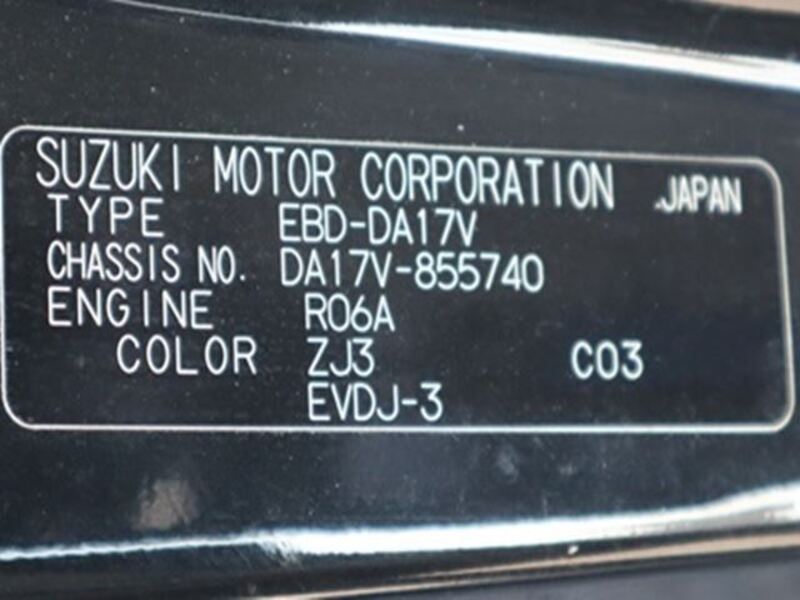 SUZUKI MOTOR CORPORATION JAPAN
TYPE EBD-DA17V
CHASSIS NO. DA17V-855740
ENGINE R06A
COLOR ZJ3 C03
EVDJ-3